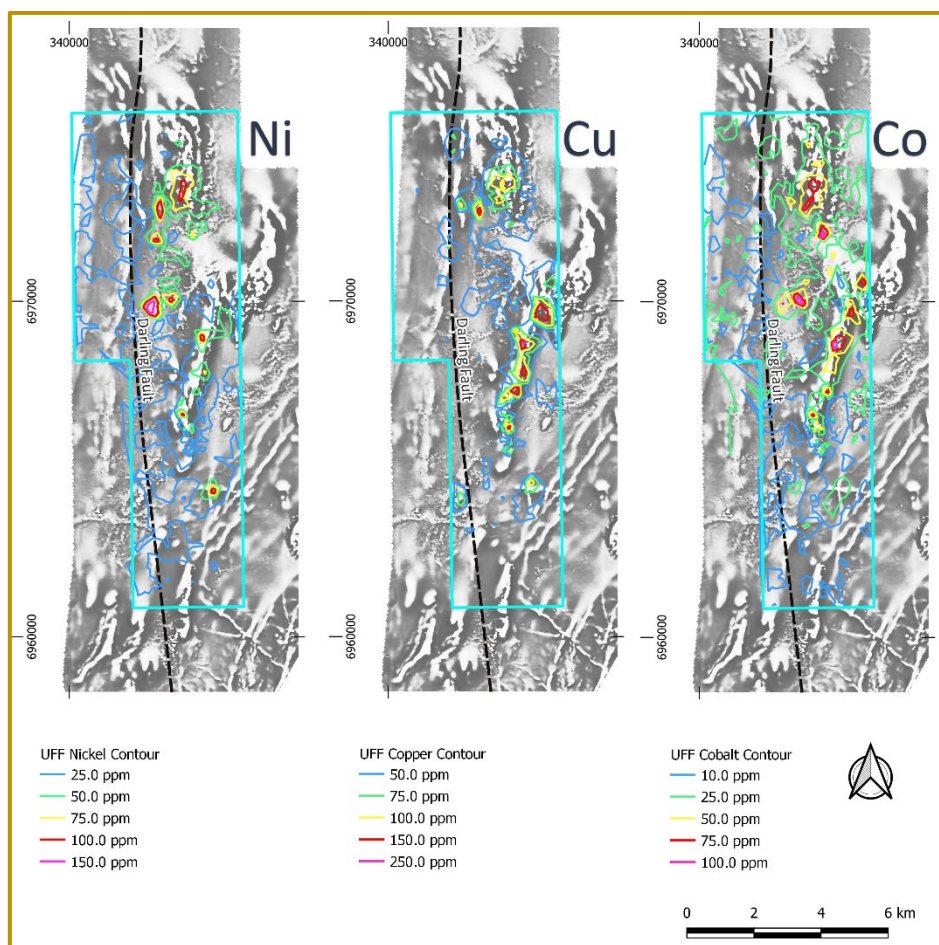 340000
340000
340000
Ni
Cu
Co
6970000
6970000
6970000
Darling Fault
Darling Fault
Darling Fault
6960000
6960000
6960000
UFF Nickel Contour
25.0 ppm
50.0 ppm
75.0 ppm
100.0 ppm
150.0 ppm
UFF Copper Contour
50.0 ppm
75.0 ppm
100.0 ppm
150.0 ppm
250.0 ppm
UFF Cobalt Contour
10.0 ppm
25.0 ppm
50.0 ppm
75.0 ppm
100.0 ppm
0 2 4 6 km